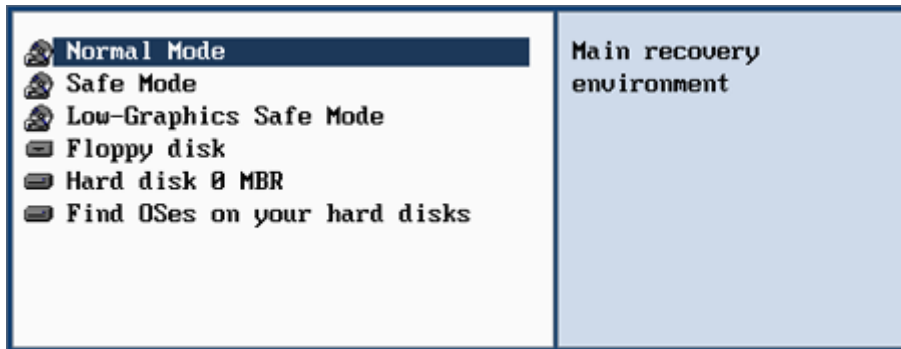 Normal Mode
Safe Mode
Low-Graphics Safe Mode
Floppy disk
Hard disk 0 MBR
Find OSes on your hard disks
Main recovery
environment